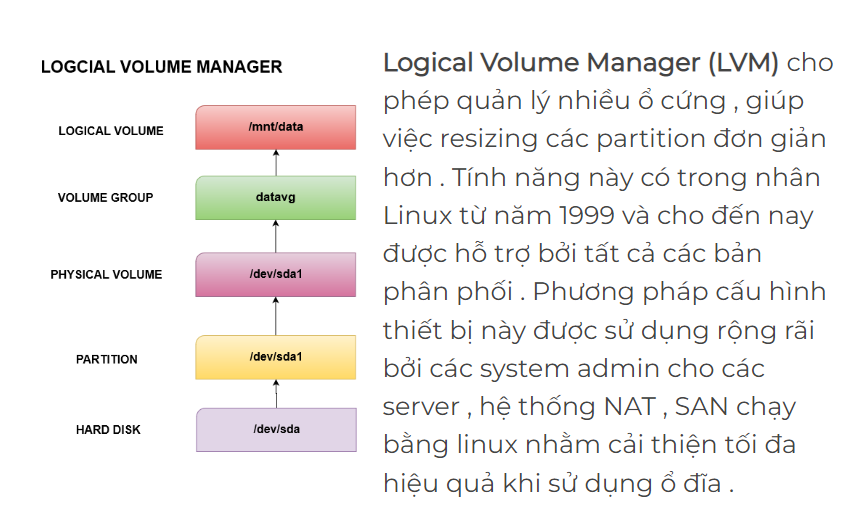 LOGCIAL VOLUME MANAGER
LOGICAL VOLUME
/mnt/data
VOLUME GROUP
datavg
PHYSICAL VOLUME
/dev/sda1
PARTITION
/dev/sda1
HARD DISK
/dev/sda
Logical Volume Manager (LVM) cho
phép quản lý nhiều ổ cứng , giúp
việc resizing các partition đơn giản
hơn . Tính năng này có trong nhân
Linux từ năm 1999 và cho đến nay
được hỗ trợ bởi tất cả các bản
phân phối . Phương pháp cấu hình
thiết bị này được sử dụng rộng rãi
bởi các system admin cho các
server , hệ thống NAT , SAN chạy
bằng linux nhằm cải thiện tối đa
hiệu quả khi sử dụng ổ đĩa .